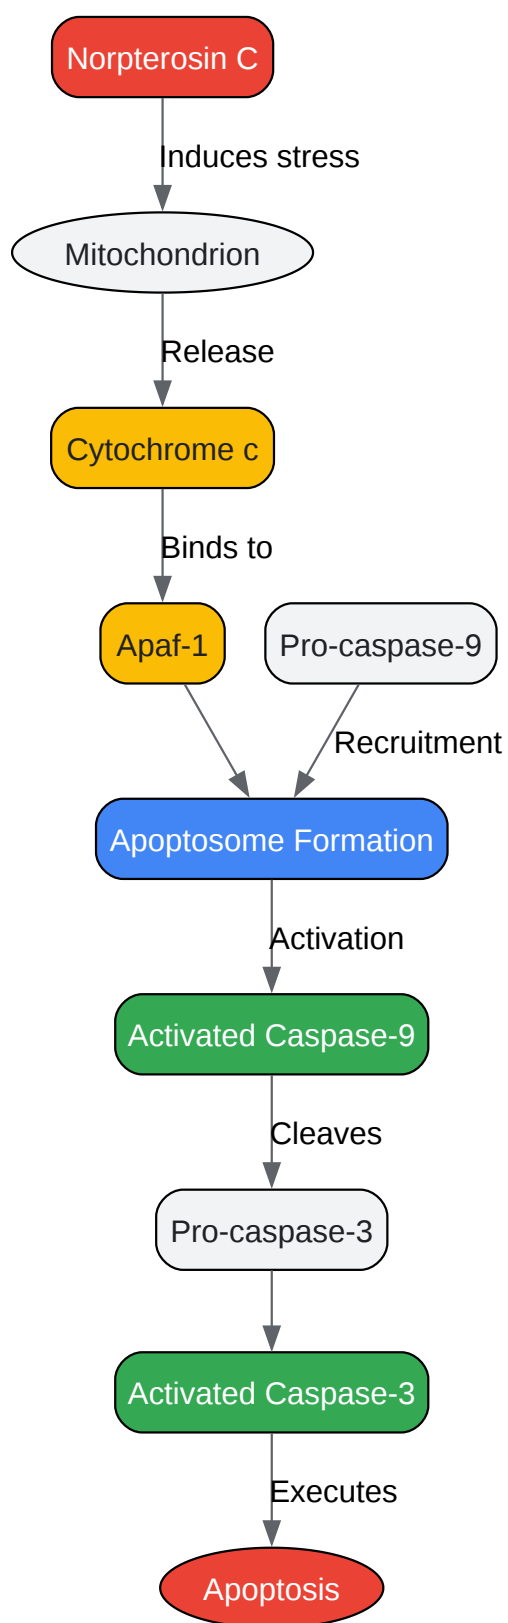 Norpterosin C
Induces stress
Mitochondrion
Release
Cytochrome c
Binds to
Apaf-1
Pro-caspase-9
Recruitment
Apoptosome Formation
Activation
Activated Caspase-9
Cleaves
Pro-caspase-3
Activated Caspase-3
Executes
Apoptosis